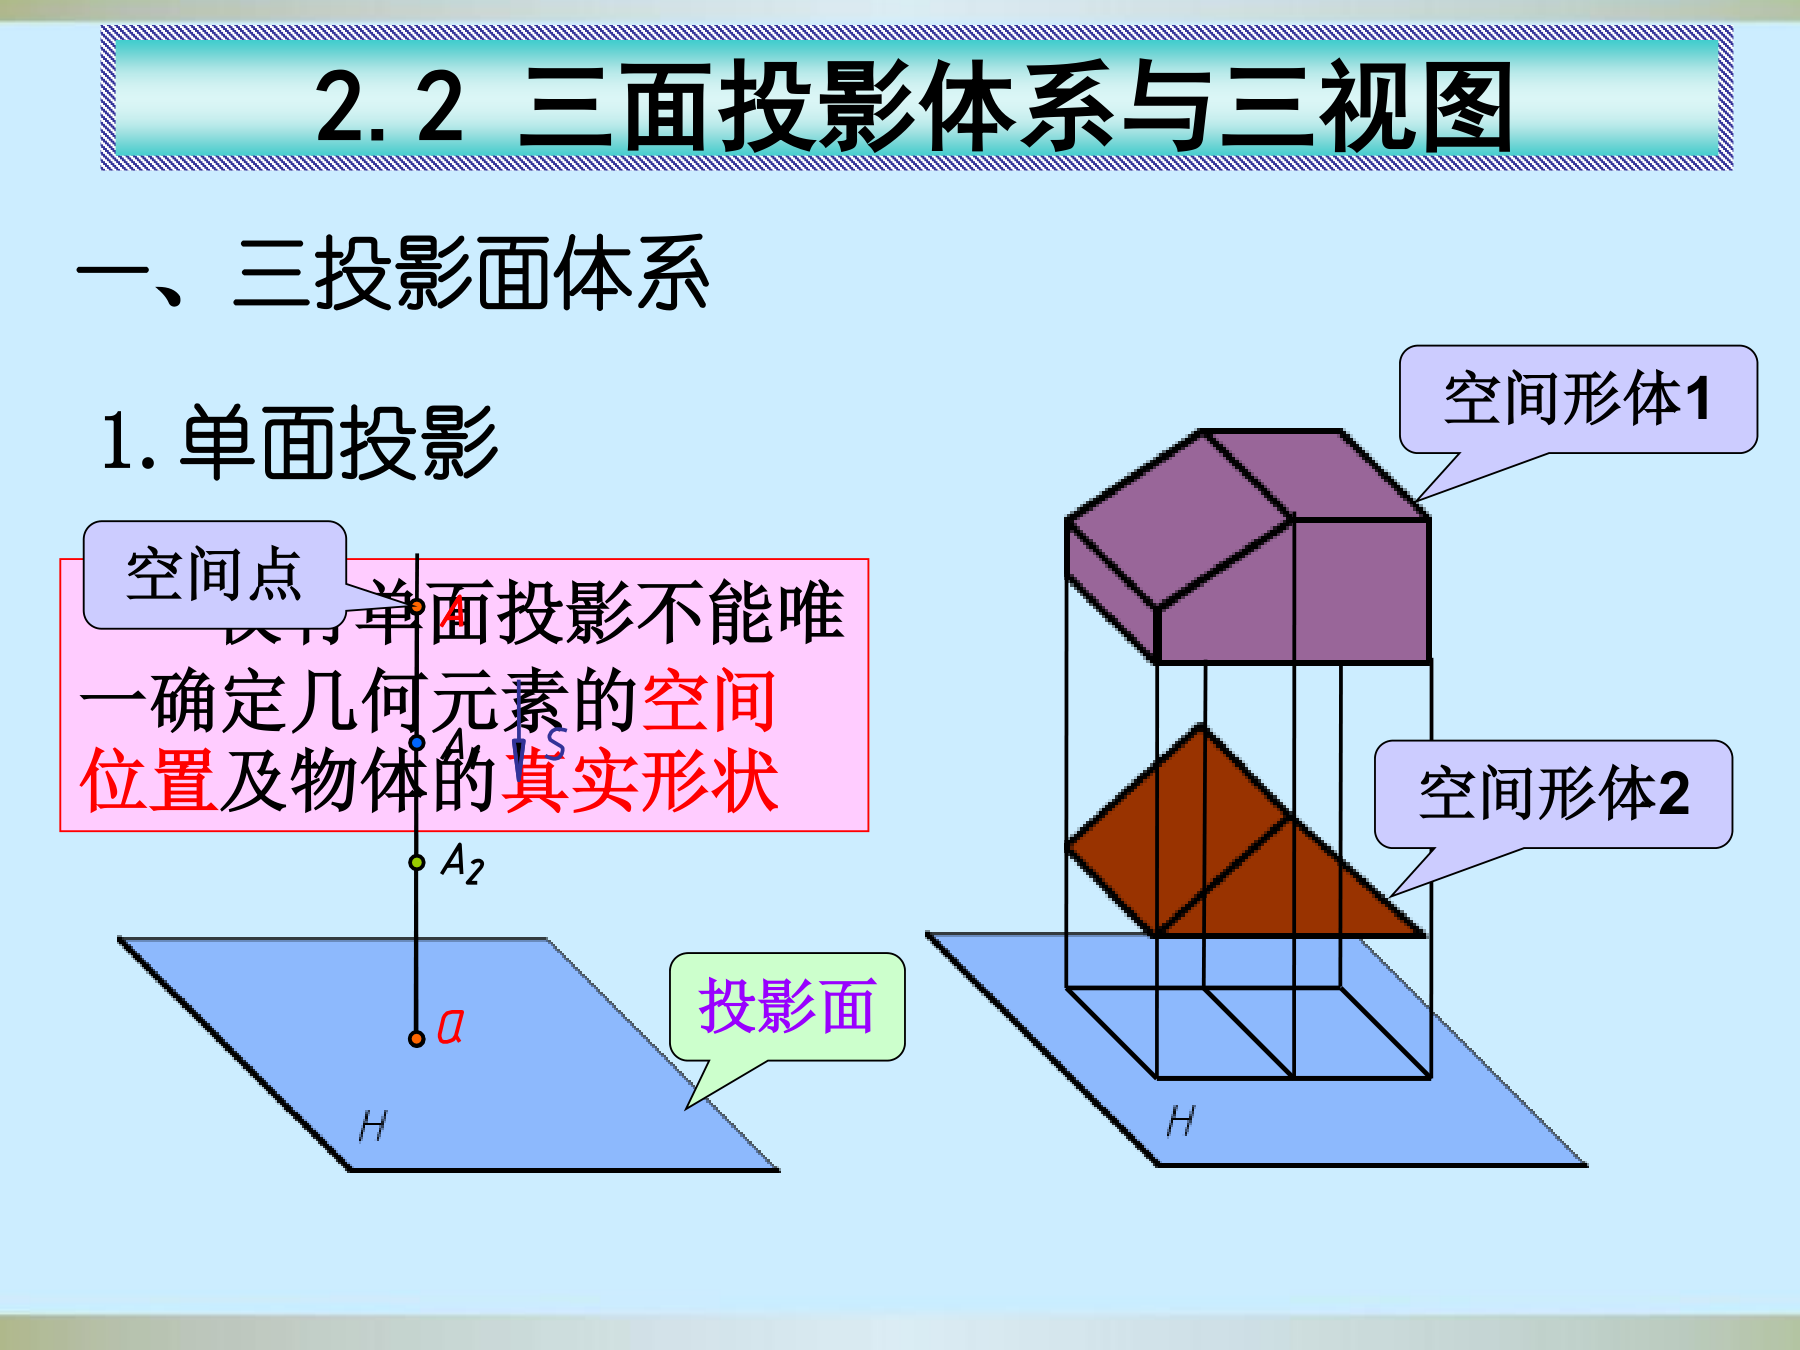 2.2 三面投影体系与三视图
一、三投影面体系
1.单面投影
空间形体1
空间点
单面投影不能唯
A
一确定几何元素的空间
位置及物体的真实形状
A1
S
空间形体2
A2
投影面
a
H
H